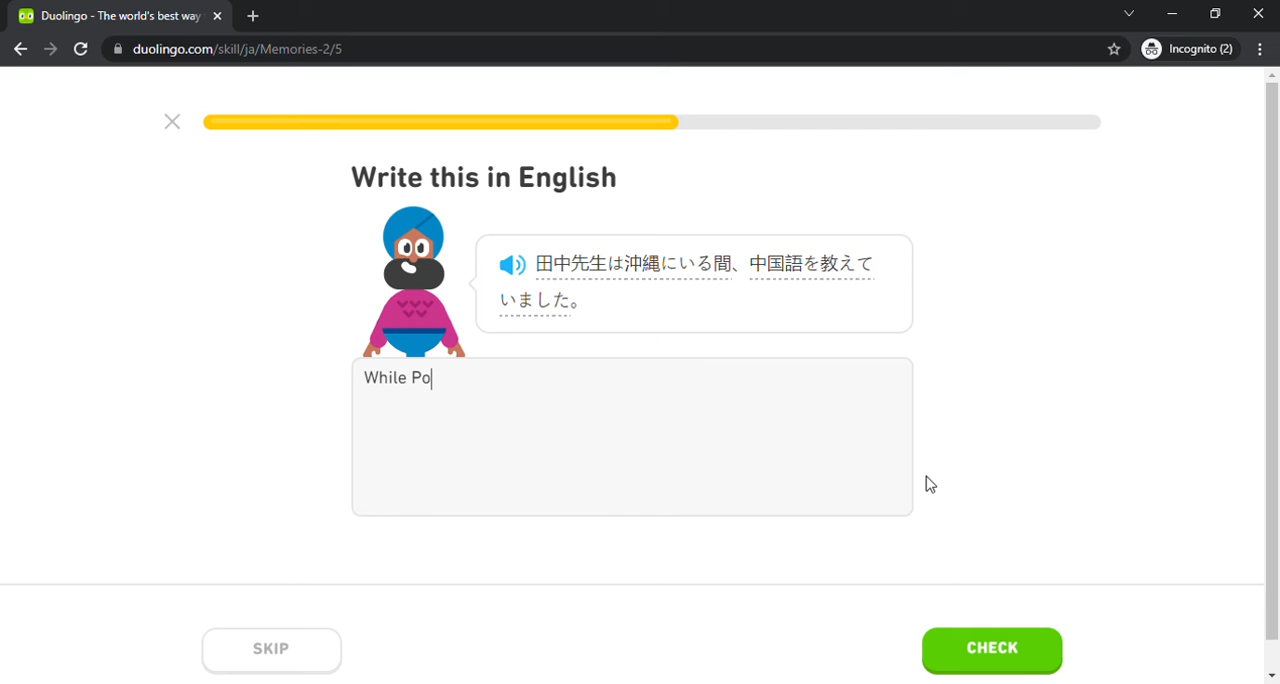 Duolingo - The world's best way
duolingo.com/skill/ja/Memories-2/5
Incognito (2)
Write this in English
田中先生は沖縄にいる間、中国語を教えて
いました。
While Po
SKIP
CHECK